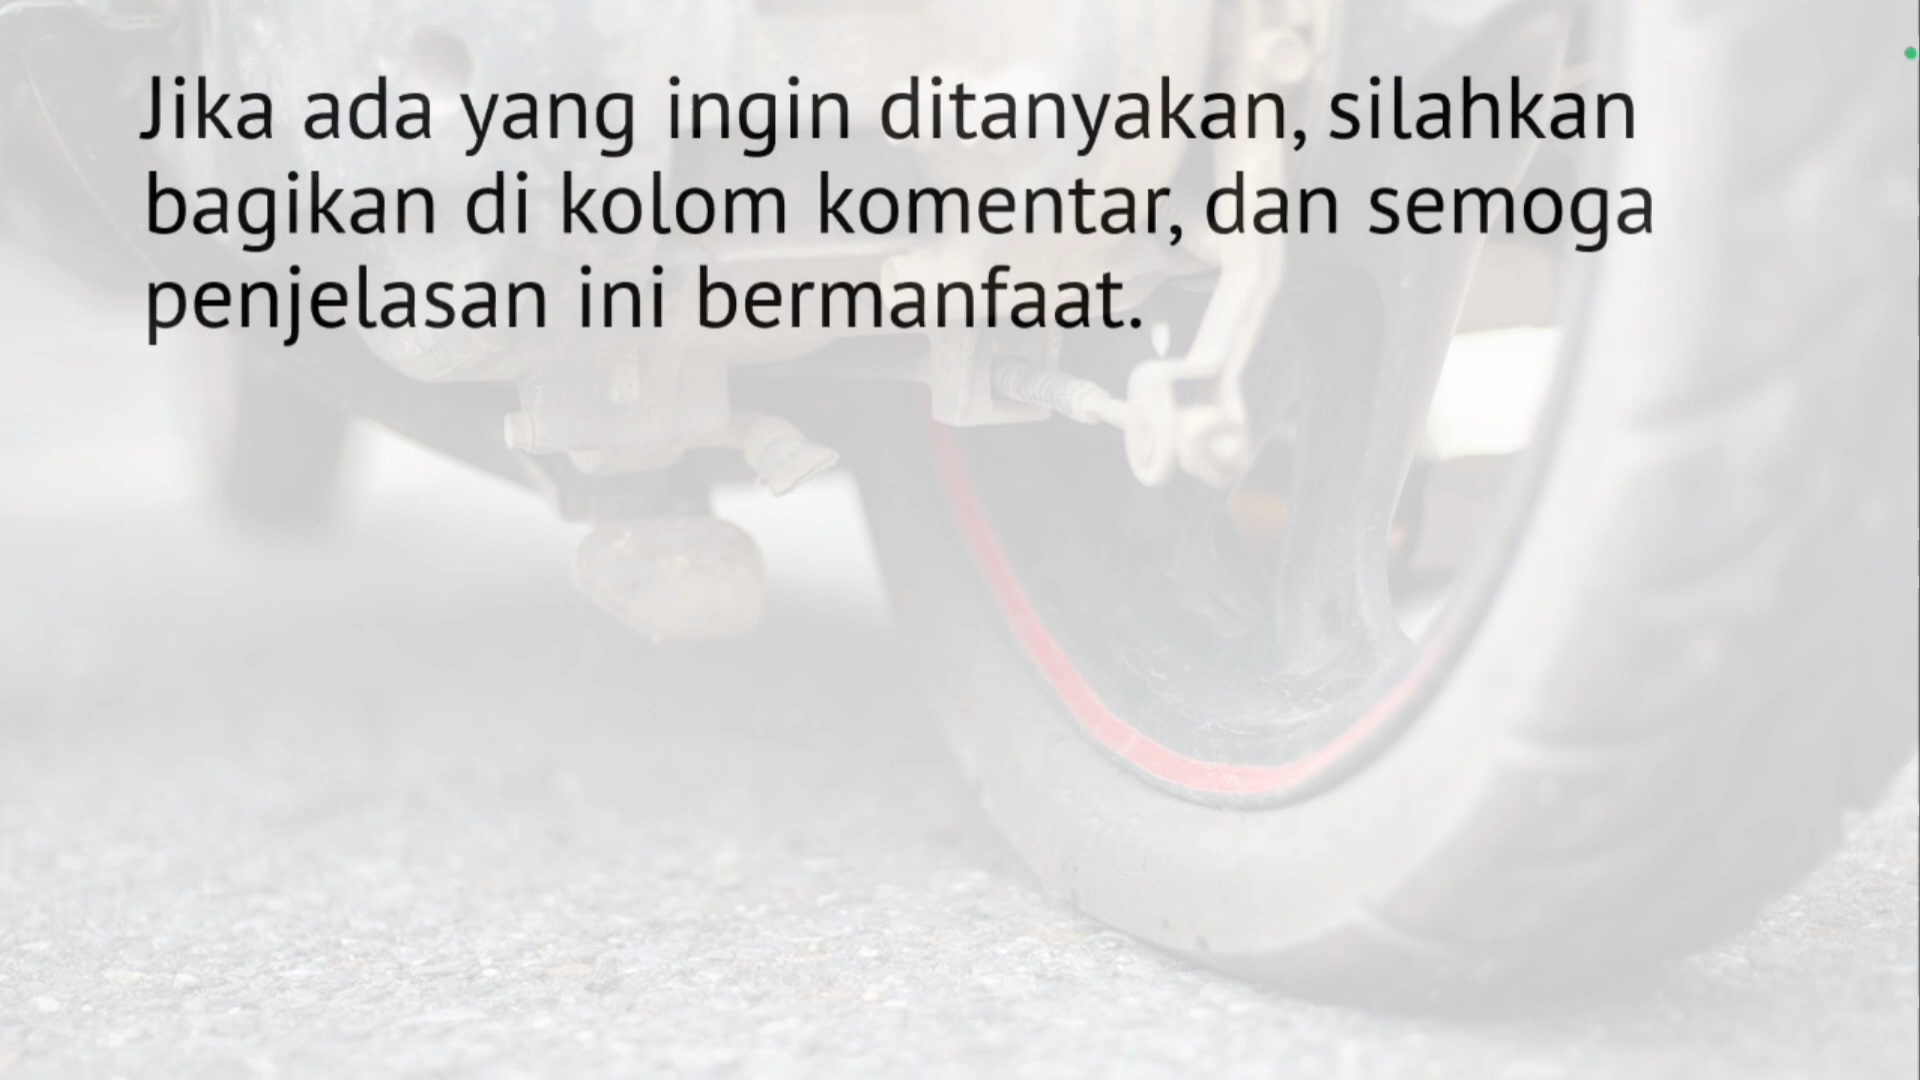 Jika ada yang ingin ditanyakan, silahkan
bagikan di kolom komentar, dan semoga
penjelasan ini bermanfaat.